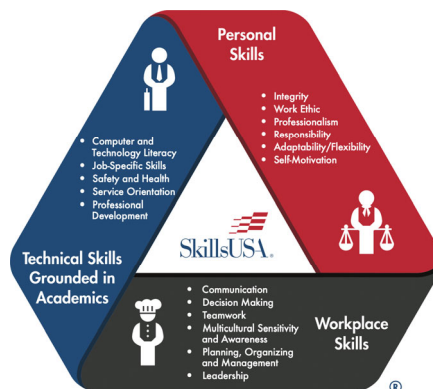 Personal
Skills
• Integrity
• Work Ethic
• Professionalism
• Responsibility
• Adaptability/Flexibility
• Self-Motivation
• Computer and
Technology Literacy
• Job-Specific Skills
• Safety and Health
• Service Orientation
• Professional
Development
SkillsUSA®
Technical Skills
Grounded in
Academics
• Communication
• Decision Making
• Teamwork
• Multicultural Sensitivity
and Awareness
• Planning, Organizing
and Management
• Leadership
Workplace
Skills
®